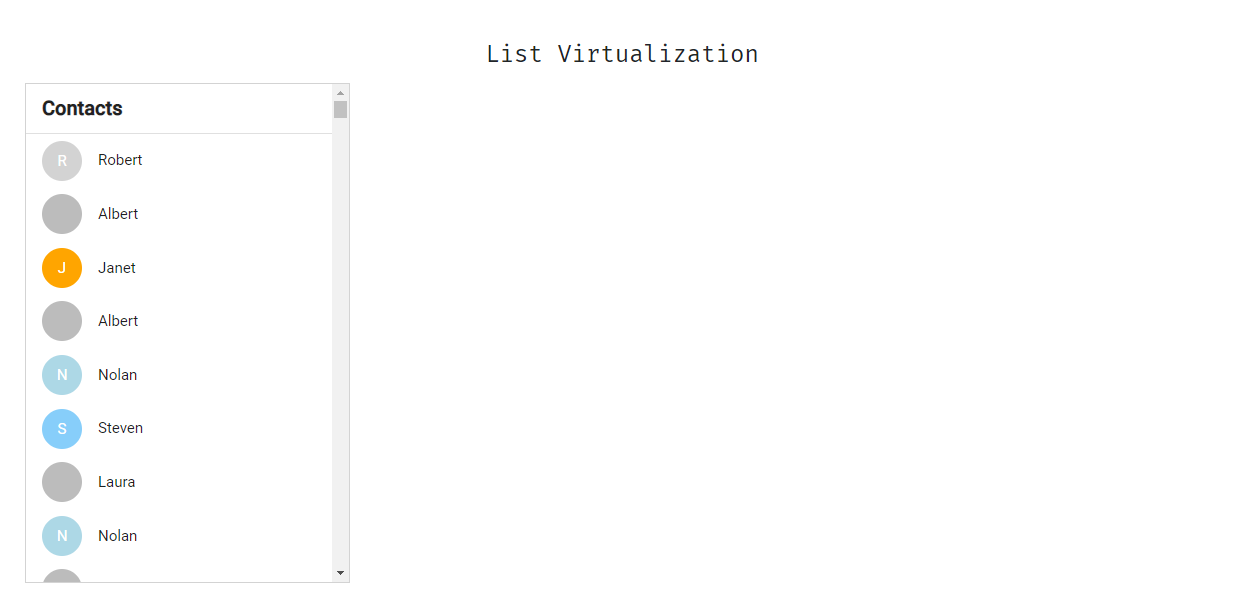 List Virtualization
Contacts
R Robert
Albert
J Janet
Albert
N Nolan
S Steven
Laura
N Nolan